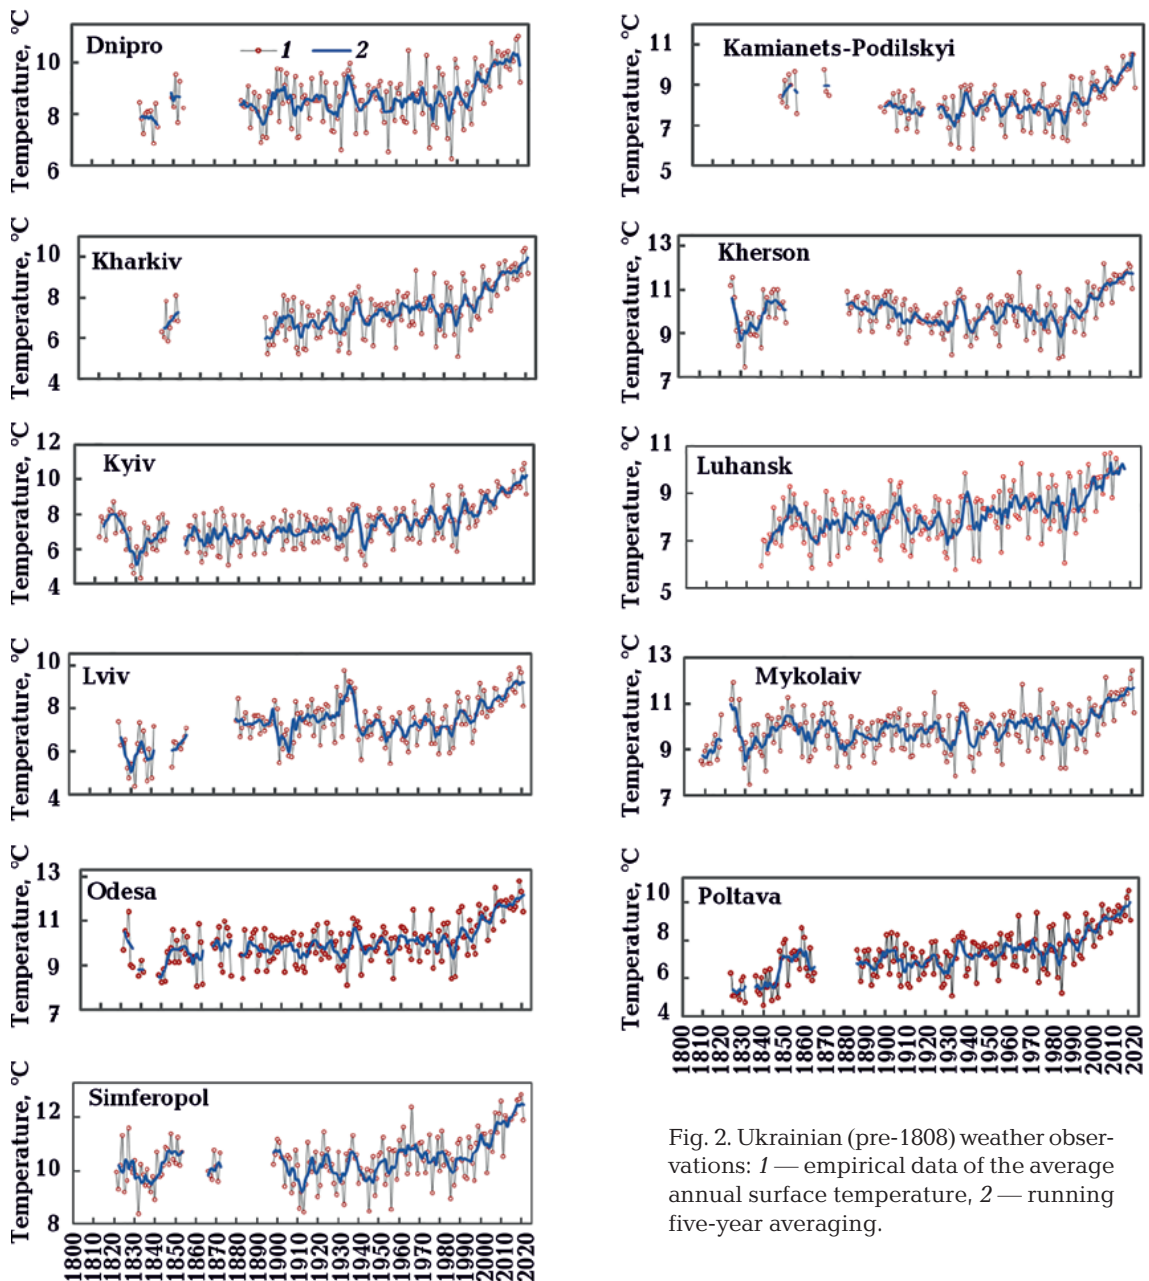 Temperature, °C
10
8
6
Dnipro
1
2
Temperature, °C
11
9
7
5
Kamianets-Podilskyi
Temperature, °C
10
8
6
4
Kharkiv
Temperature, °C
13
11
9
7
Kherson
Temperature, °C
12
10
8
6
4
Kyiv
Temperature, °C
11
9
7
5
Luhansk
Temperature, °C
10
8
6
4
Lviv
Temperature, °C
13
11
9
7
Mykolaiv
Temperature, °C
13
11
9
7
Odesa
Temperature, °C
10
8
6
4
Poltava
1800 1810 1820 1830 1840 1850 1860 1870 1880 1890 1900 1910 1920 1930 1940 1950 1960 1970 1980 1990 2000 2010 2020
Temperature, °C
12
10
8
Simferopol
1800 1810 1820 1830 1840 1850 1860 1870 1880 1890 1900 1910 1920 1930 1940 1950 1960 1970 1980 1990 2000 2010 2020
Fig. 2. Ukrainian (pre-1808) weather obser-
vations: 1 — empirical data of the average
annual surface temperature, 2 — running
five-year averaging.